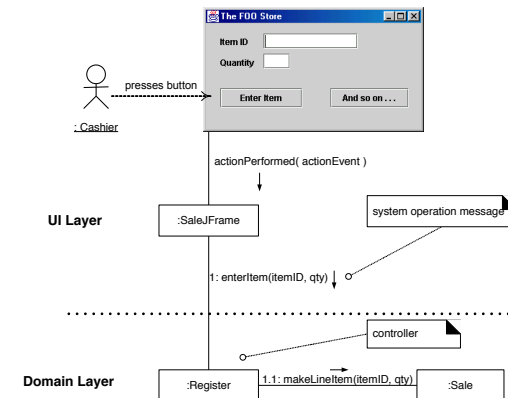 The FOO Store
Item ID
Quantity
Enter Item
And so on . . .
presses button
: Cashier
actionPerformed( actionEvent )
system operation message
UI Layer
:SaleJFrame
1: enterItem(itemID, qty)
controller
Domain Layer
:Register
1.1: makeLineItem(itemID, qty)
:Sale